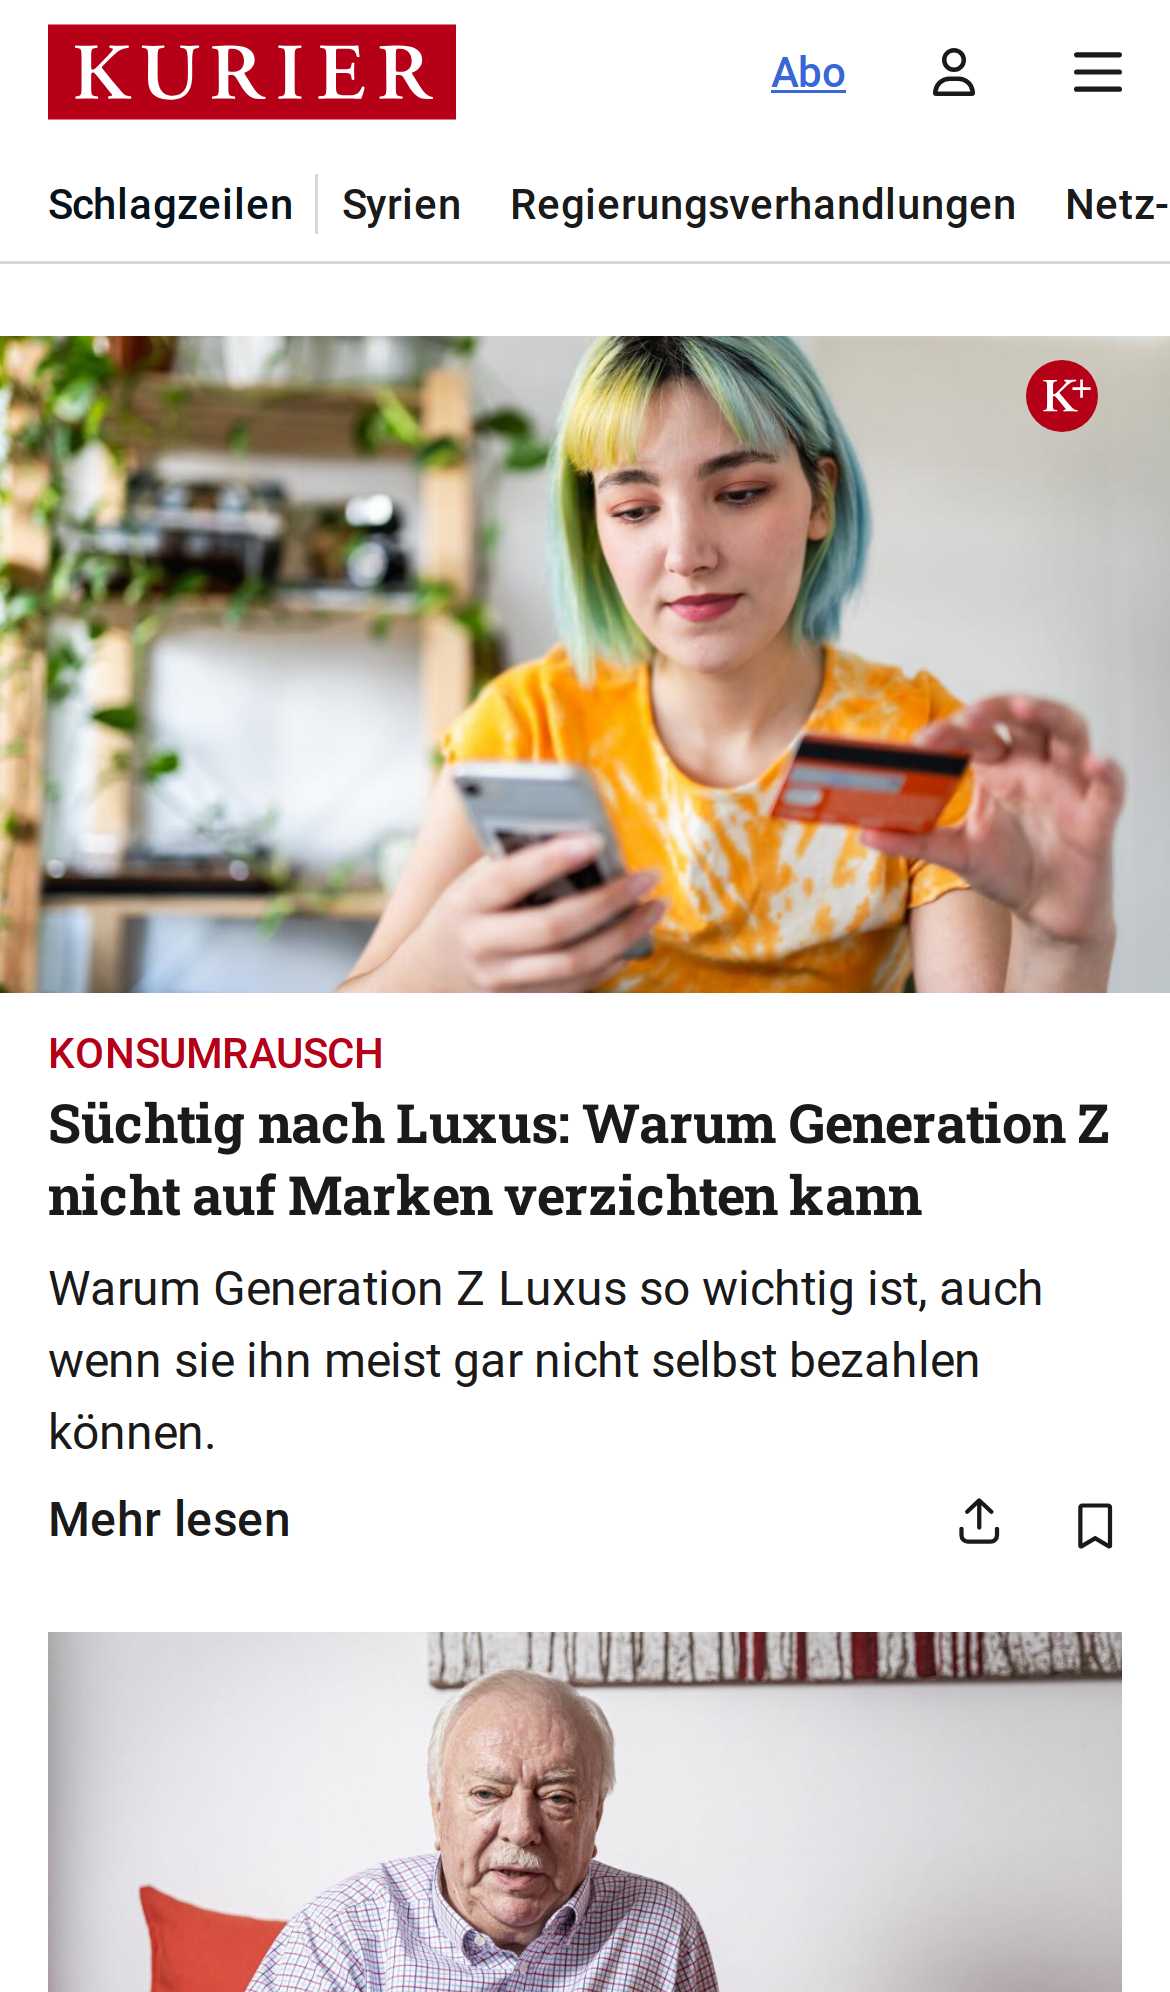 KURIER
Abo
Schlagzeilen
Syrien
Regierungsverhandlungen
Netz-
K+
KONSUMRAUSCH
Süchtig nach Luxus: Warum Generation Z
nicht auf Marken verzichten kann
Warum Generation Z Luxus so wichtig ist, auch
wenn sie ihn meist gar nicht selbst bezahlen
können.
Mehr lesen